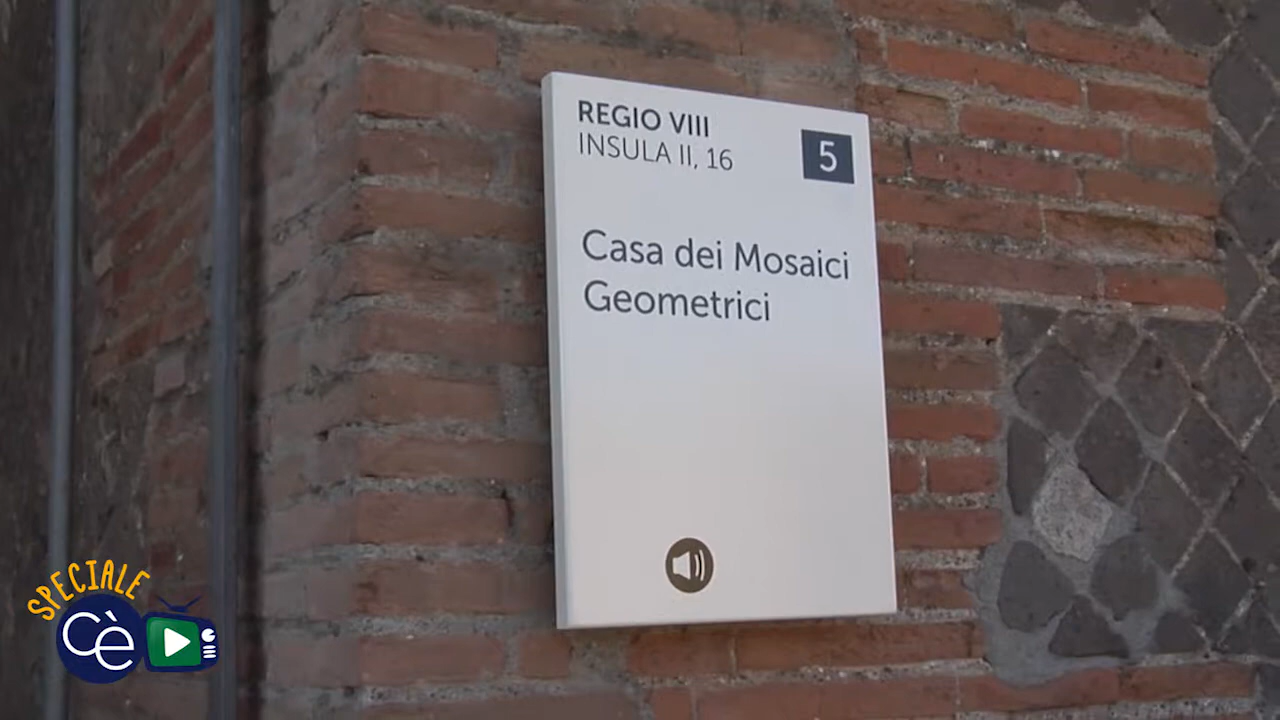 REGIO VIII
INSULA II, 16
5
Casa dei Mosaici
Geometrici
SPECIALE
Cè